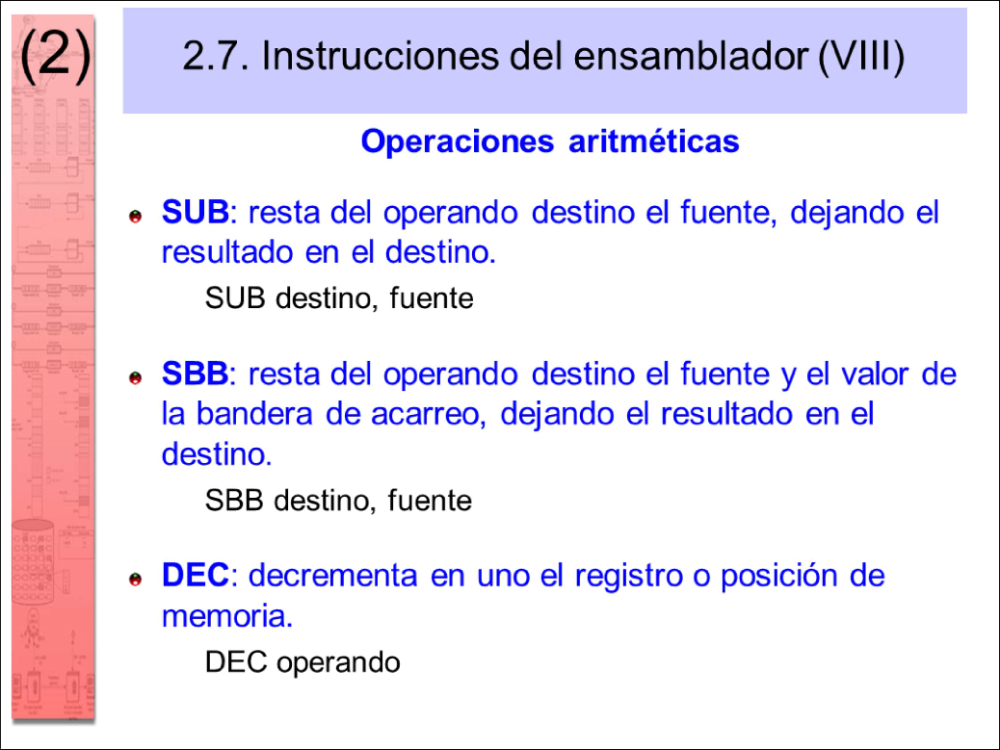 (2)
2.7. Instrucciones del ensamblador (VIII)
Operaciones aritméticas
SUB: resta del operando destino el fuente, dejando el
resultado en el destino.
SUB destino, fuente
SBB: resta del operando destino el fuente y el valor de
la bandera de acarreo, dejando el resultado en el
destino.
SBB destino, fuente
DEC: decrementa en uno el registro o posición de
memoria.
DEC operando